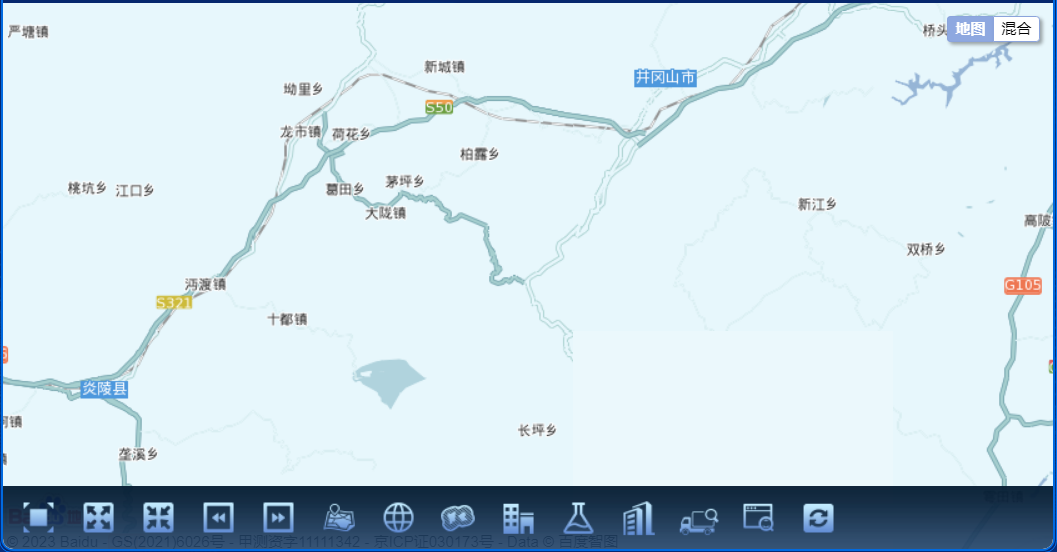 严塘镇
桥头
地图 混合
新城镇
井冈山市
坳里乡
S50
龙市镇
荷花乡
柏露乡
桃坑乡
江口乡
葛田乡
茅坪乡
大陇镇
新江乡
高陂
双桥乡
沔渡镇
G105
S321
十都镇
炎陵县
长坪乡
垄溪乡
© 2023 Baidu - GS(2021)6026号 - 甲测资字11111342 - 京ICP证030173号 - Data © 百度智图